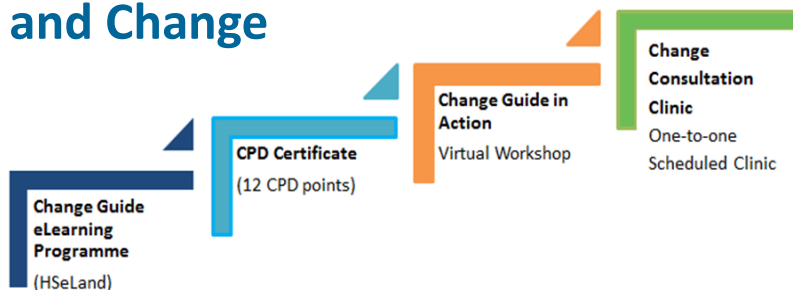 and Change
Change Guide
eLearning
Programme
(HSeLand)
CPD Certificate
(12 CPD points)
Change Guide in
Action
Virtual Workshop
Change
Consultation
Clinic
One-to-one
Scheduled Clinic